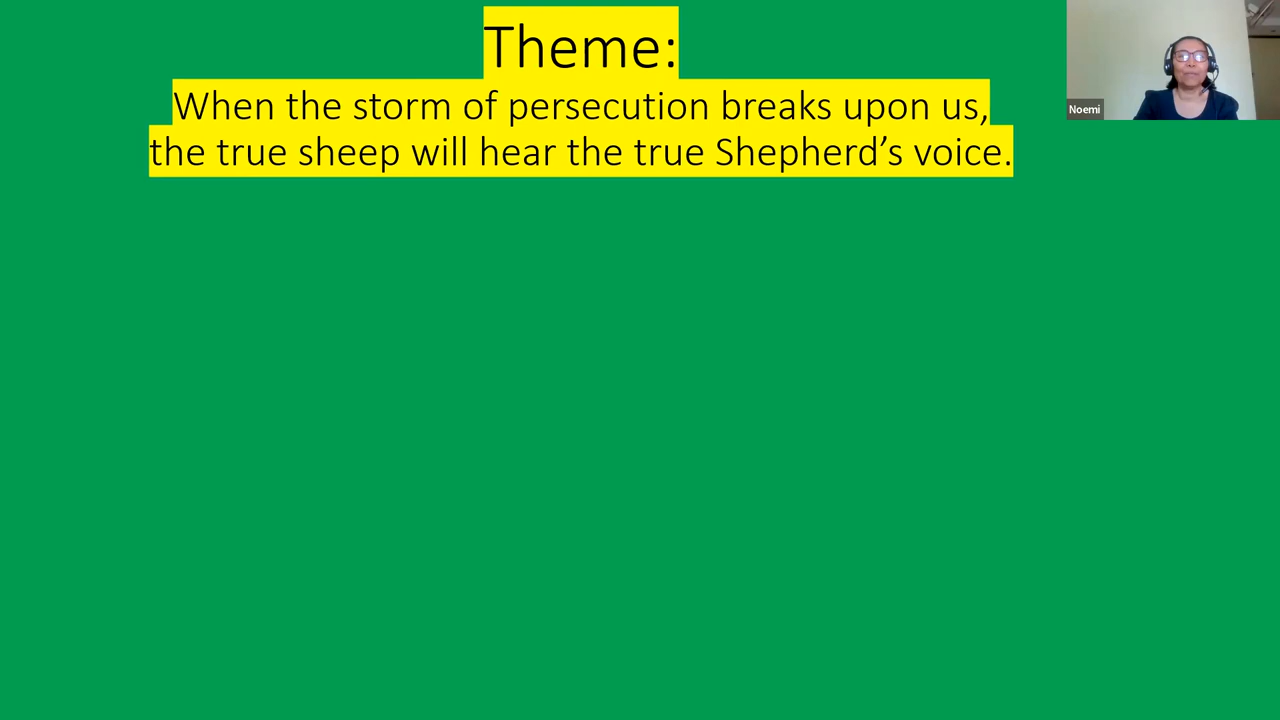 Theme:
When the storm of persecution breaks upon us,
the true sheep will hear the true Shepherd’s voice.
Noemi